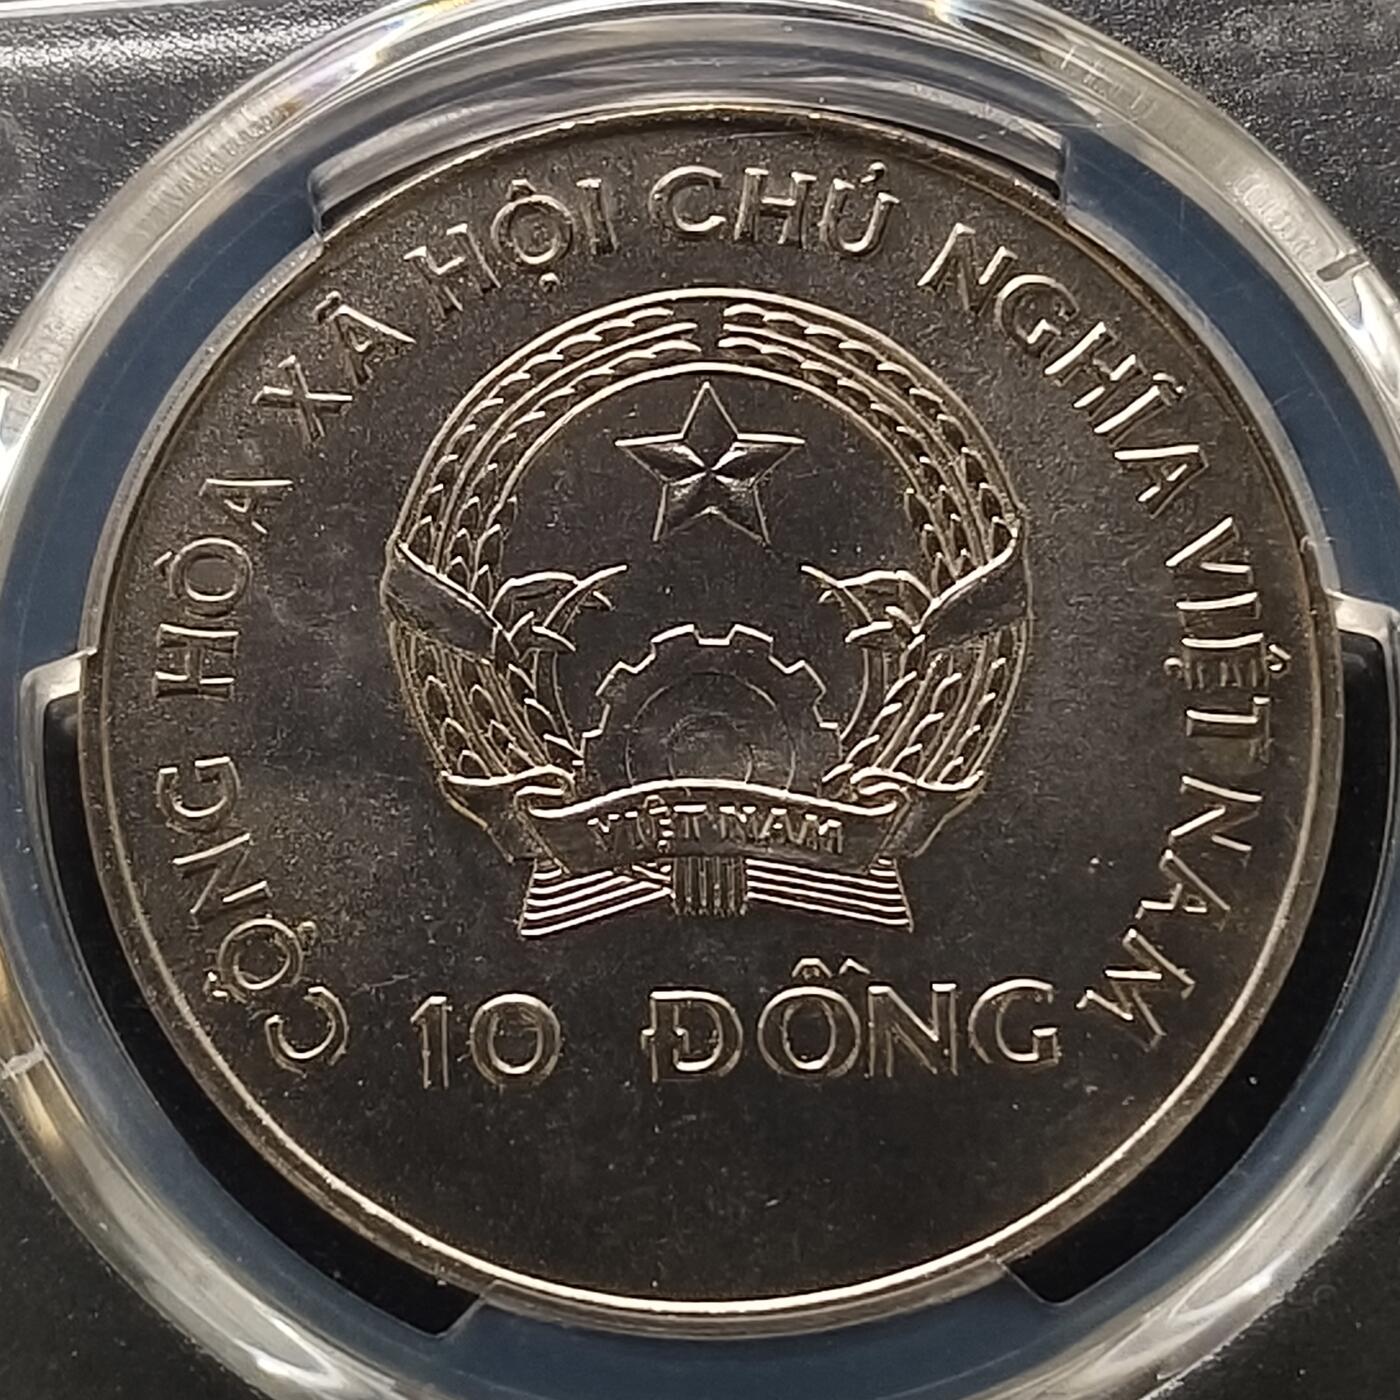 CỘNG HÒA XÃ HỘI CHỦ NGHĨA VIỆT NAM
VIỆT NAM
10 ĐỒNG